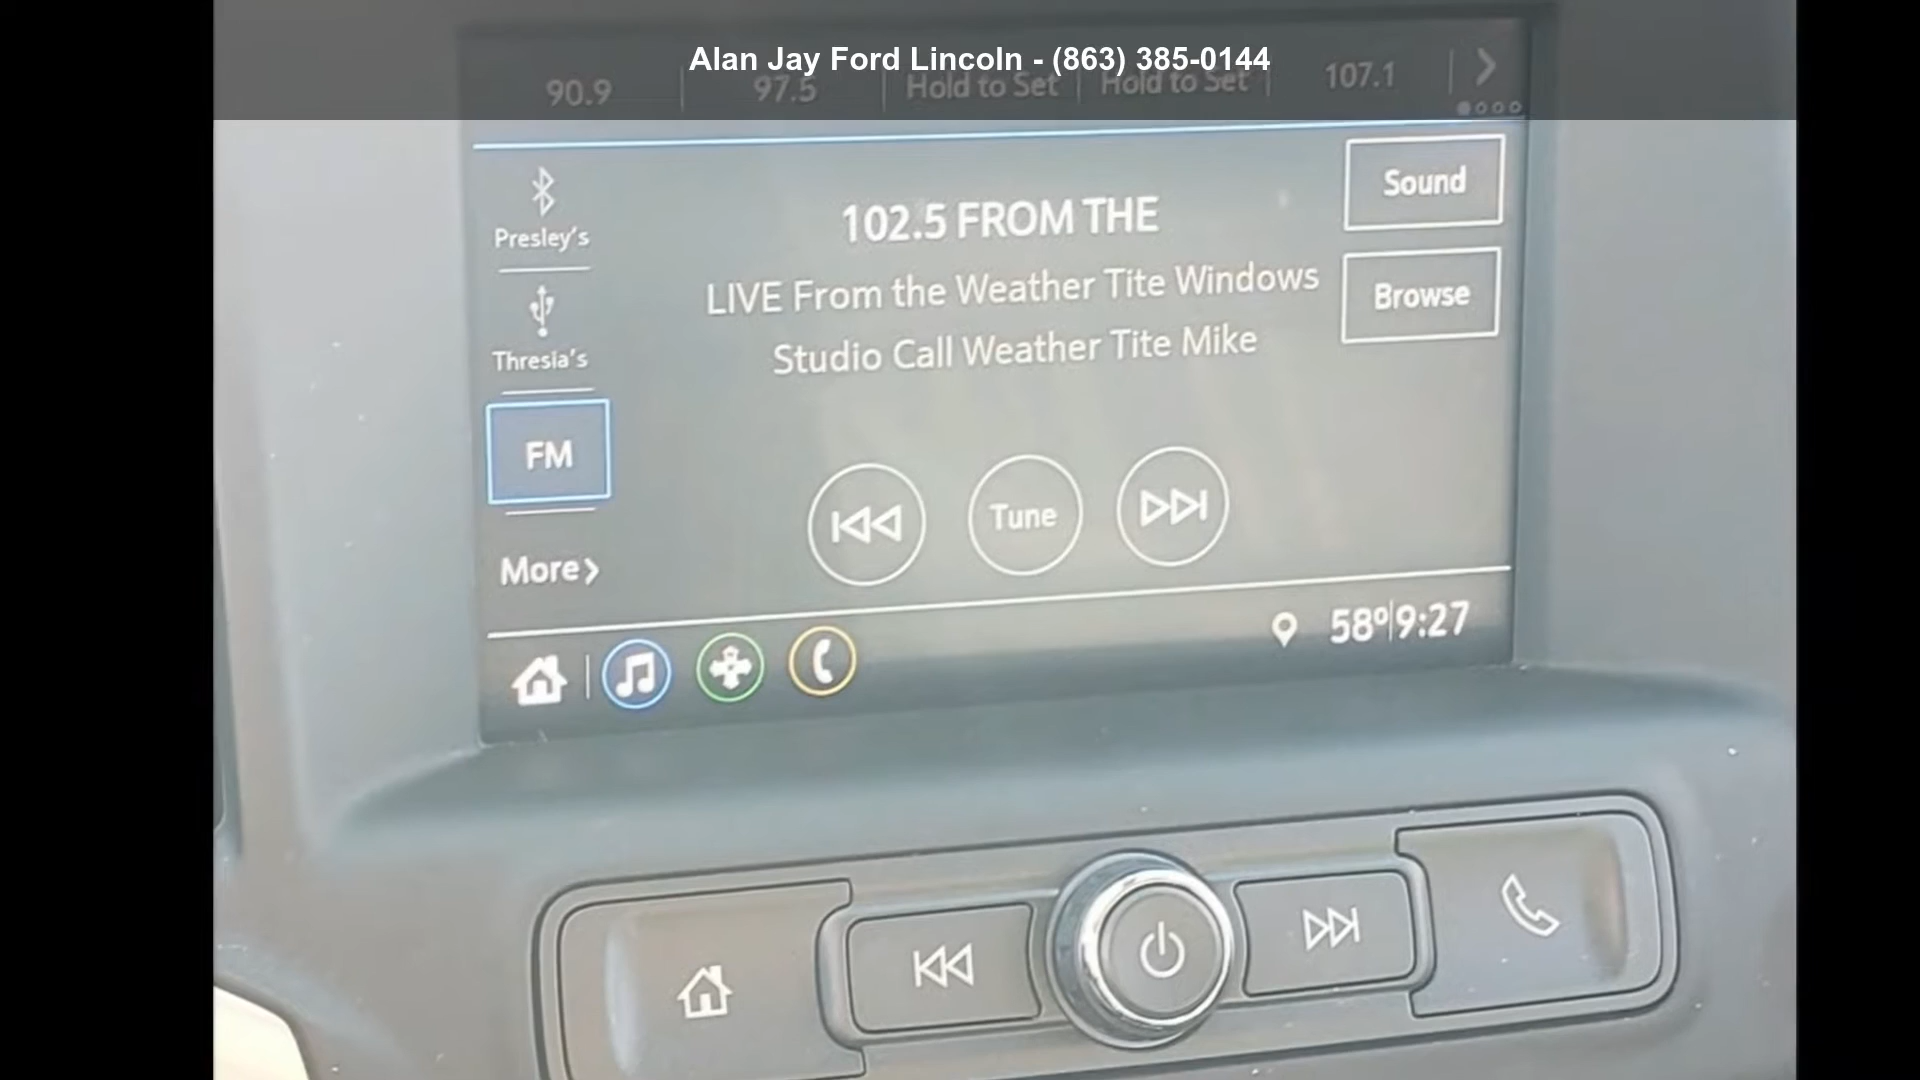 Alan Jay Ford Lincoln - (863) 385-0144
90.9 97.5 Hold to Set Hold to Set 107.1
Sound
Presley's
102.5 FROM THE
LIVE From the Weather Tite Windows
Browse
Thresia's
Studio Call Weather Tite Mike
FM
Tune
More
58° 9:27